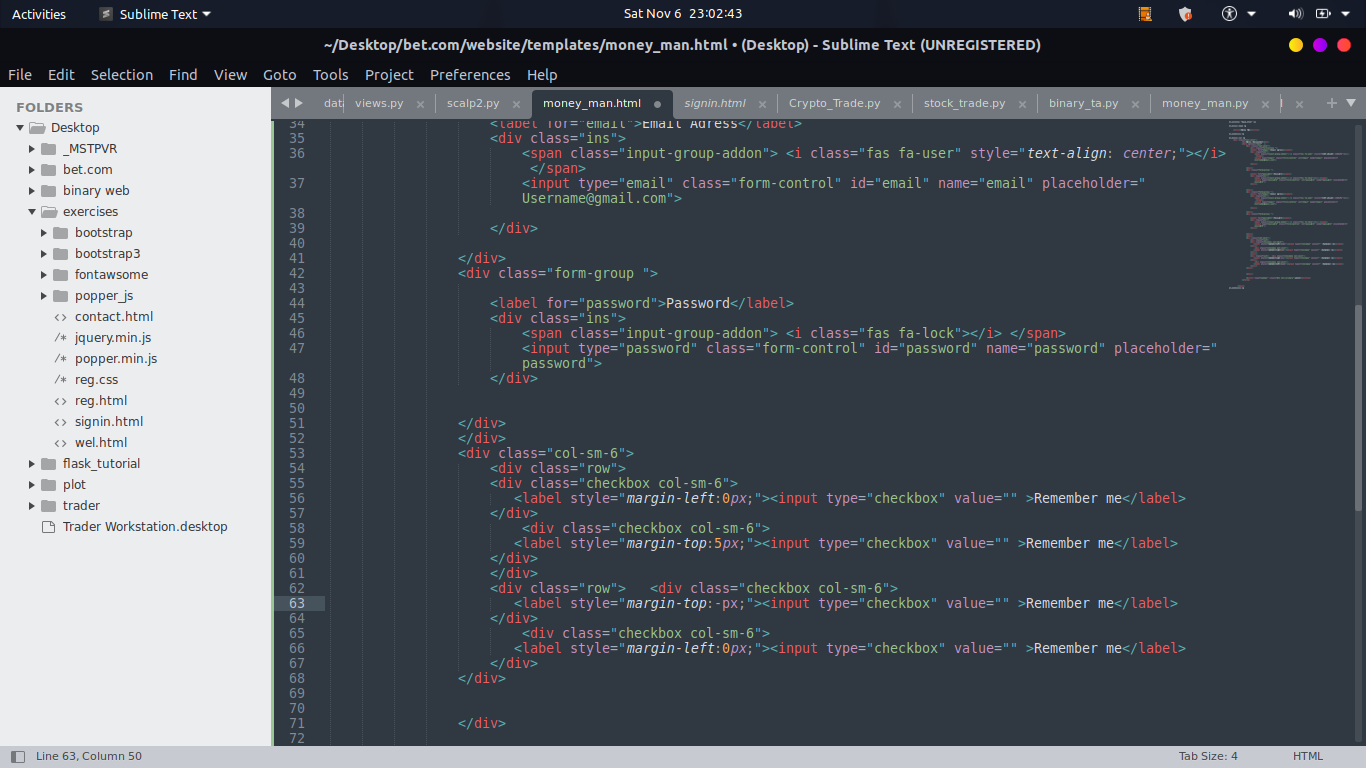 Activities Sublime Text Sat Nov 6 23:02:43
~/Desktop/bet.com/website/templates/money_man.html • (Desktop) - Sublime Text (UNREGISTERED)
File Edit Selection Find View Goto Tools Project Preferences Help
FOLDERS
Desktop
_MSTPVR
bet.com
binary web
exercises
bootstrap
bootstrap3
fontawsome
popper_js
contact.html
/* jquery.min.js
/* popper.min.js
/* reg.css
reg.html
signin.html
wel.html
flask_tutorial
plot
trader
Trader Workstation.desktop
data views.py scalp2.py money_man.html signin.html Crypto_Trade.py stock_trade.py binary_ta.py money_man.py
34 <label for="email">Email Adress</label>
35 <div class="ins">
36 <span class="input-group-addon"> <i class="fas fa-user" style="text-align: center;"></i>
</span>
37 <input type="email" class="form-control" id="email" name="email" placeholder="
Username@gmail.com">
38
39 </div>
40
41 </div>
42 <div class="form-group ">
43
44 <label for="password">Password</label>
45 <div class="ins">
46 <span class="input-group-addon"> <i class="fas fa-lock"></i> </span>
47 <input type="password" class="form-control" id="password" name="password" placeholder="
password">
48 </div>
49
50
51 </div>
52 </div>
53 <div class="col-sm-6">
54 <div class="row">
55 <div class="checkbox col-sm-6">
56 <label style="margin-left:0px;"><input type="checkbox" value="" >Remember me</label>
57 </div>
58 <div class="checkbox col-sm-6">
59 <label style="margin-top:5px;"><input type="checkbox" value="" >Remember me</label>
60 </div>
61 </div>
62 <div class="row">   <div class="checkbox col-sm-6">
63 <label style="margin-top:-px;"><input type="checkbox" value="" >Remember me</label>
64 </div>
65 <div class="checkbox col-sm-6">
66 <label style="margin-left:0px;"><input type="checkbox" value="" >Remember me</label>
67 </div>
68 </div>
69
70
71 </div>
72
Line 63, Column 50 Tab Size: 4 HTML